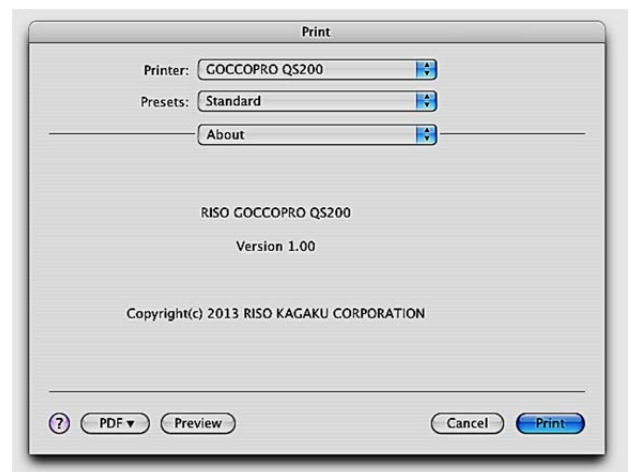 Print
Printer: GOCCOPRO QS200
Presets: Standard
About
RISO GOCCOPRO QS200
Version 1.00
Copyright(c) 2013 RISO KAGAKU CORPORATION
? PDF ▼ Preview Cancel Print